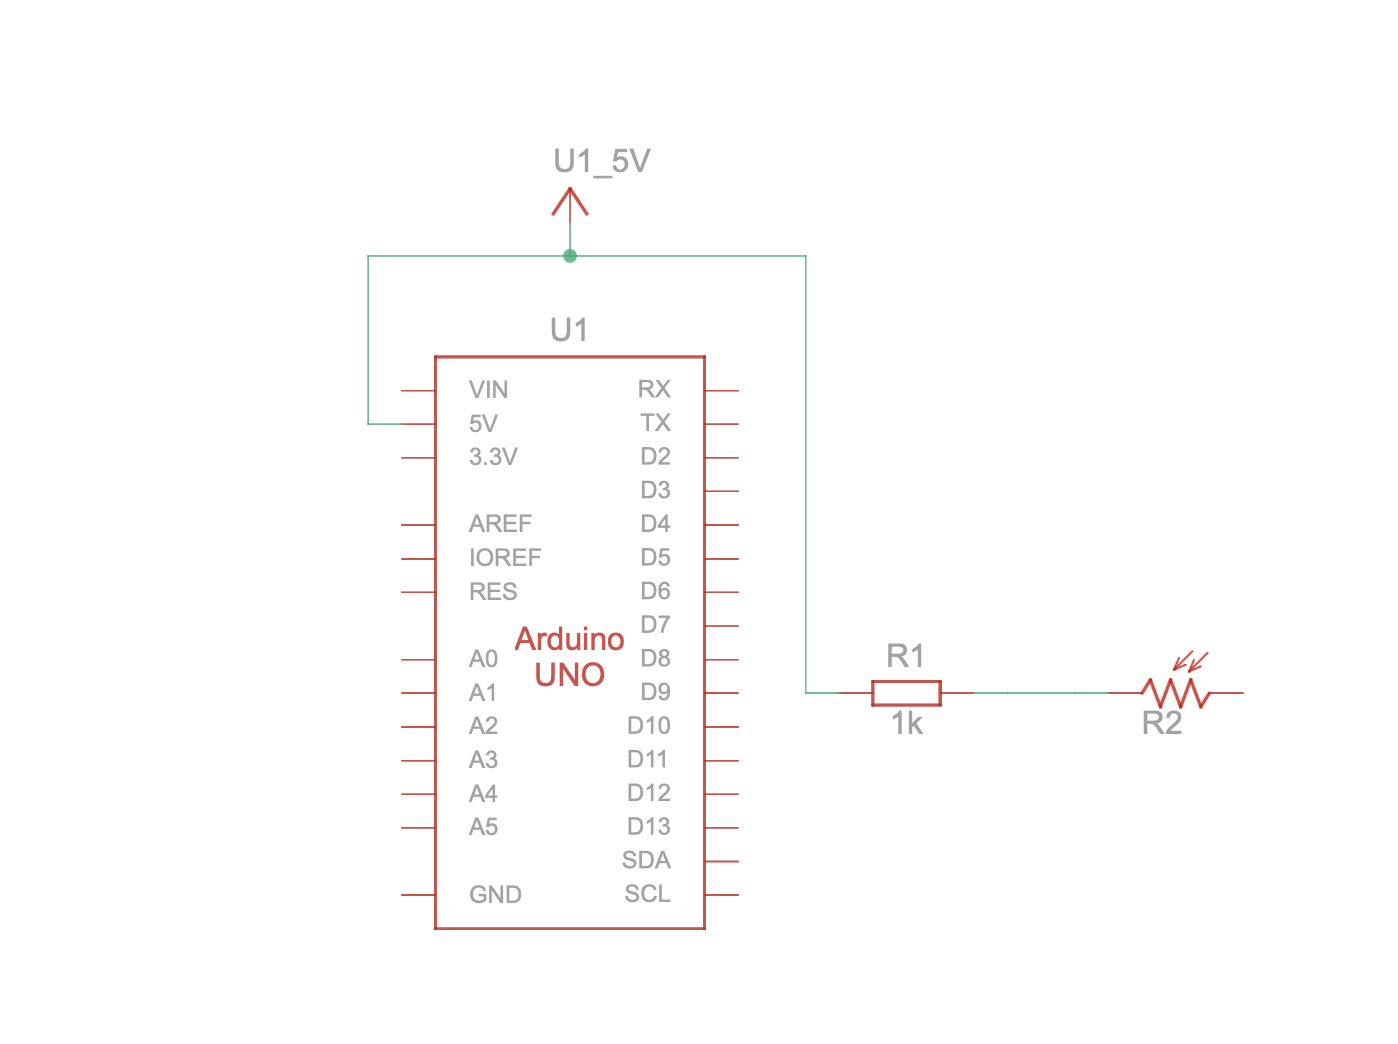 U1_5V
U1
VIN RX
5V TX
3.3V D2
D3
AREF D4
IOREF D5
RES D6
D7
Arduino
UNO
A0 D8
A1 D9
A2 D10
A3 D11
A4 D12
A5 D13
SDA
GND SCL
R1
1k
R2